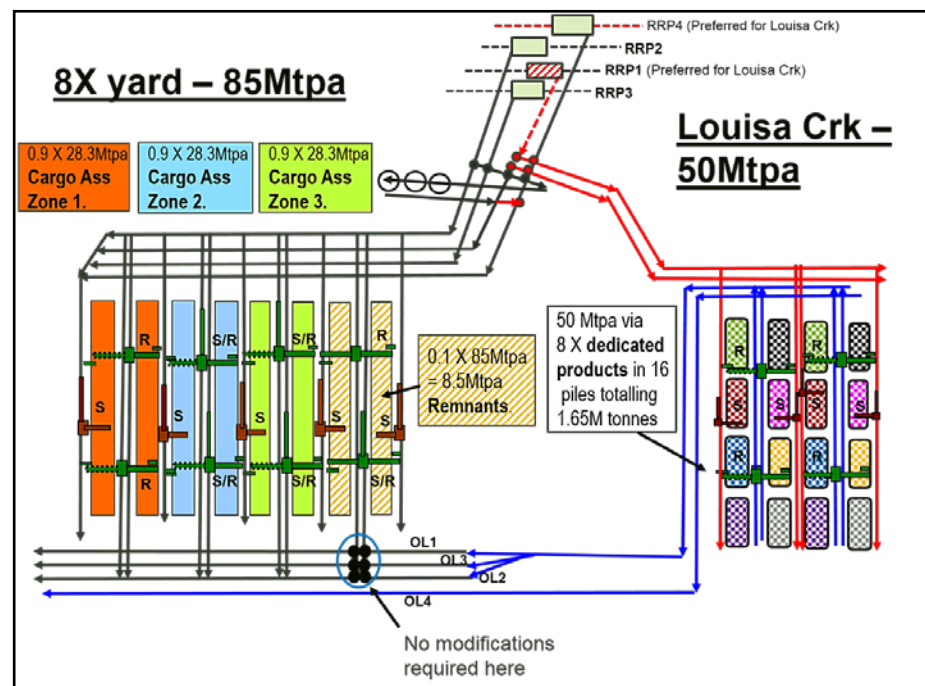 RRP4 (Preferred for Louisa Crk)
RRP2
RRP1 (Preferred for Louisa Crk)
RRP3
8X yard – 85Mtpa
Louisa Crk –
50Mtpa
0.9 X 28.3Mtpa
Cargo Ass
Zone 1.
0.9 X 28.3Mtpa
Cargo Ass
Zone 2.
0.9 X 28.3Mtpa
Cargo Ass
Zone 3.
R
S/R
S/R
R
S
S
S
S
S
R
S/R
S/R
S/R
0.1 X 85Mtpa
= 8.5Mtpa
Remnants.
50 Mtpa via
8 X dedicated
products in 16
piles totalling
1.65M tonnes
R
R
S
S
S
S
R
R
OL1
OL3
OL2
OL4
No modifications
required here